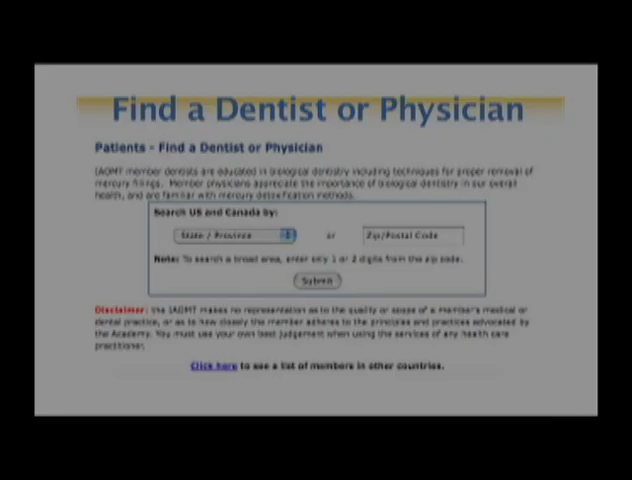 Find a Dentist or Physician
Patients - Find a Dentist or Physician
IAOMT member dentists are educated in biological dentistry including techniques for proper removal of
mercury fillings. Member physicians appreciate the importance of biological dentistry in our overall
health, and are familiar with mercury detoxification methods.
Search US and Canada by:
State / Province or Zip/Postal Code
Note: To search a broad area, enter only 1 or 2 digits from the zip code.
Submit
Disclaimer: the IAOMT makes no representation as to the quality or scope of a member's medical or
dental practice, or as to how closely the member adheres to the principles and practices advocated by
the Academy. You must use your own best judgement when using the services of any health care
practitioner.
Click here to see a list of members in other countries.